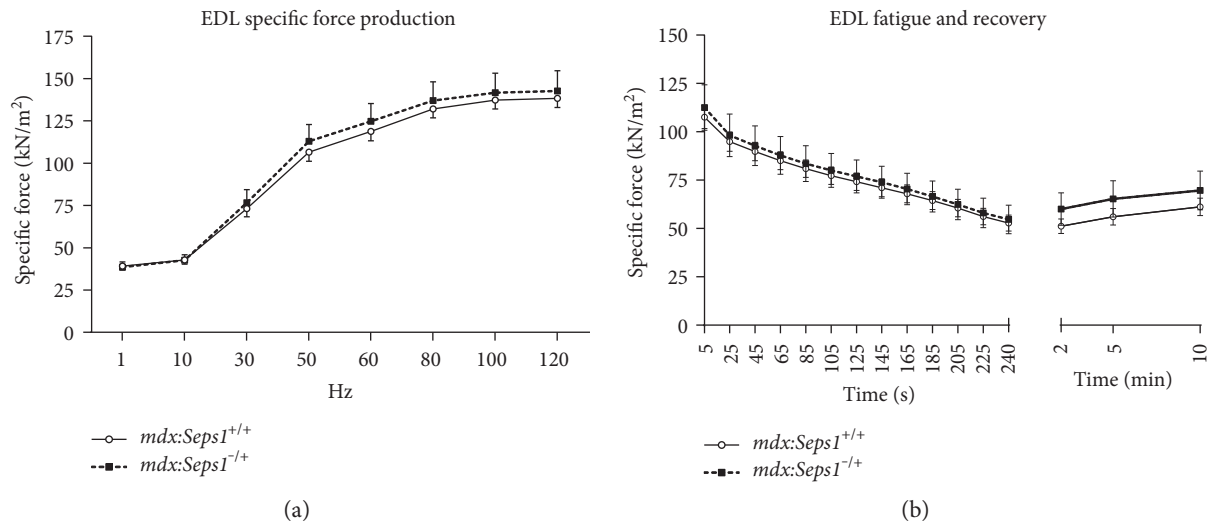 EDL specific force production
Specific force (kN/m²)
175
150
125
100
75
50
25
0
1 10 30 50 60 80 100 120
Hz
mdx:Seps1+/+
mdx:Seps1−/+
(a)
EDL fatigue and recovery
Specific force (kN/m²)
150
125
100
75
50
25
0
5 25 45 65 85 105 125 145 165 185 205 225 240
Time (s)
2 5 10
Time (min)
mdx:Seps1+/+
mdx:Seps1−/+
(b)